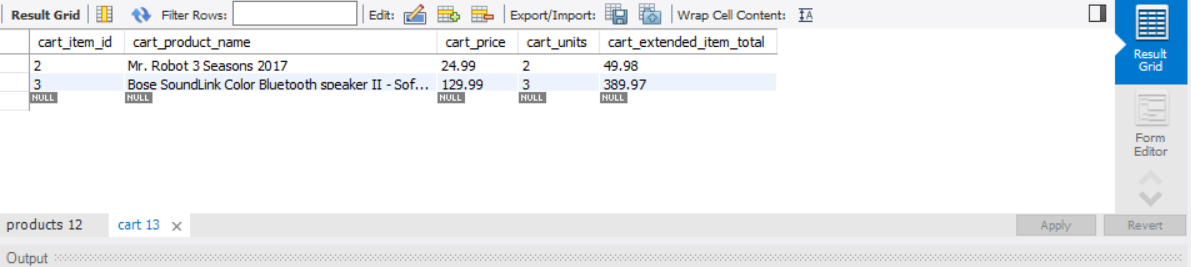 Result Grid Filter Rows: Edit: Export/Import: Wrap Cell Content:
cart_item_id cart_product_name cart_price cart_units cart_extended_item_total
2 Mr. Robot 3 Seasons 2017 24.99 2 49.98
3 Bose SoundLink Color Bluetooth speaker II - Sof... 129.99 3 389.97
NULL NULL NULL NULL NULL
Result
Grid
Form
Editor
products 12 cart 13 Apply Revert
Output